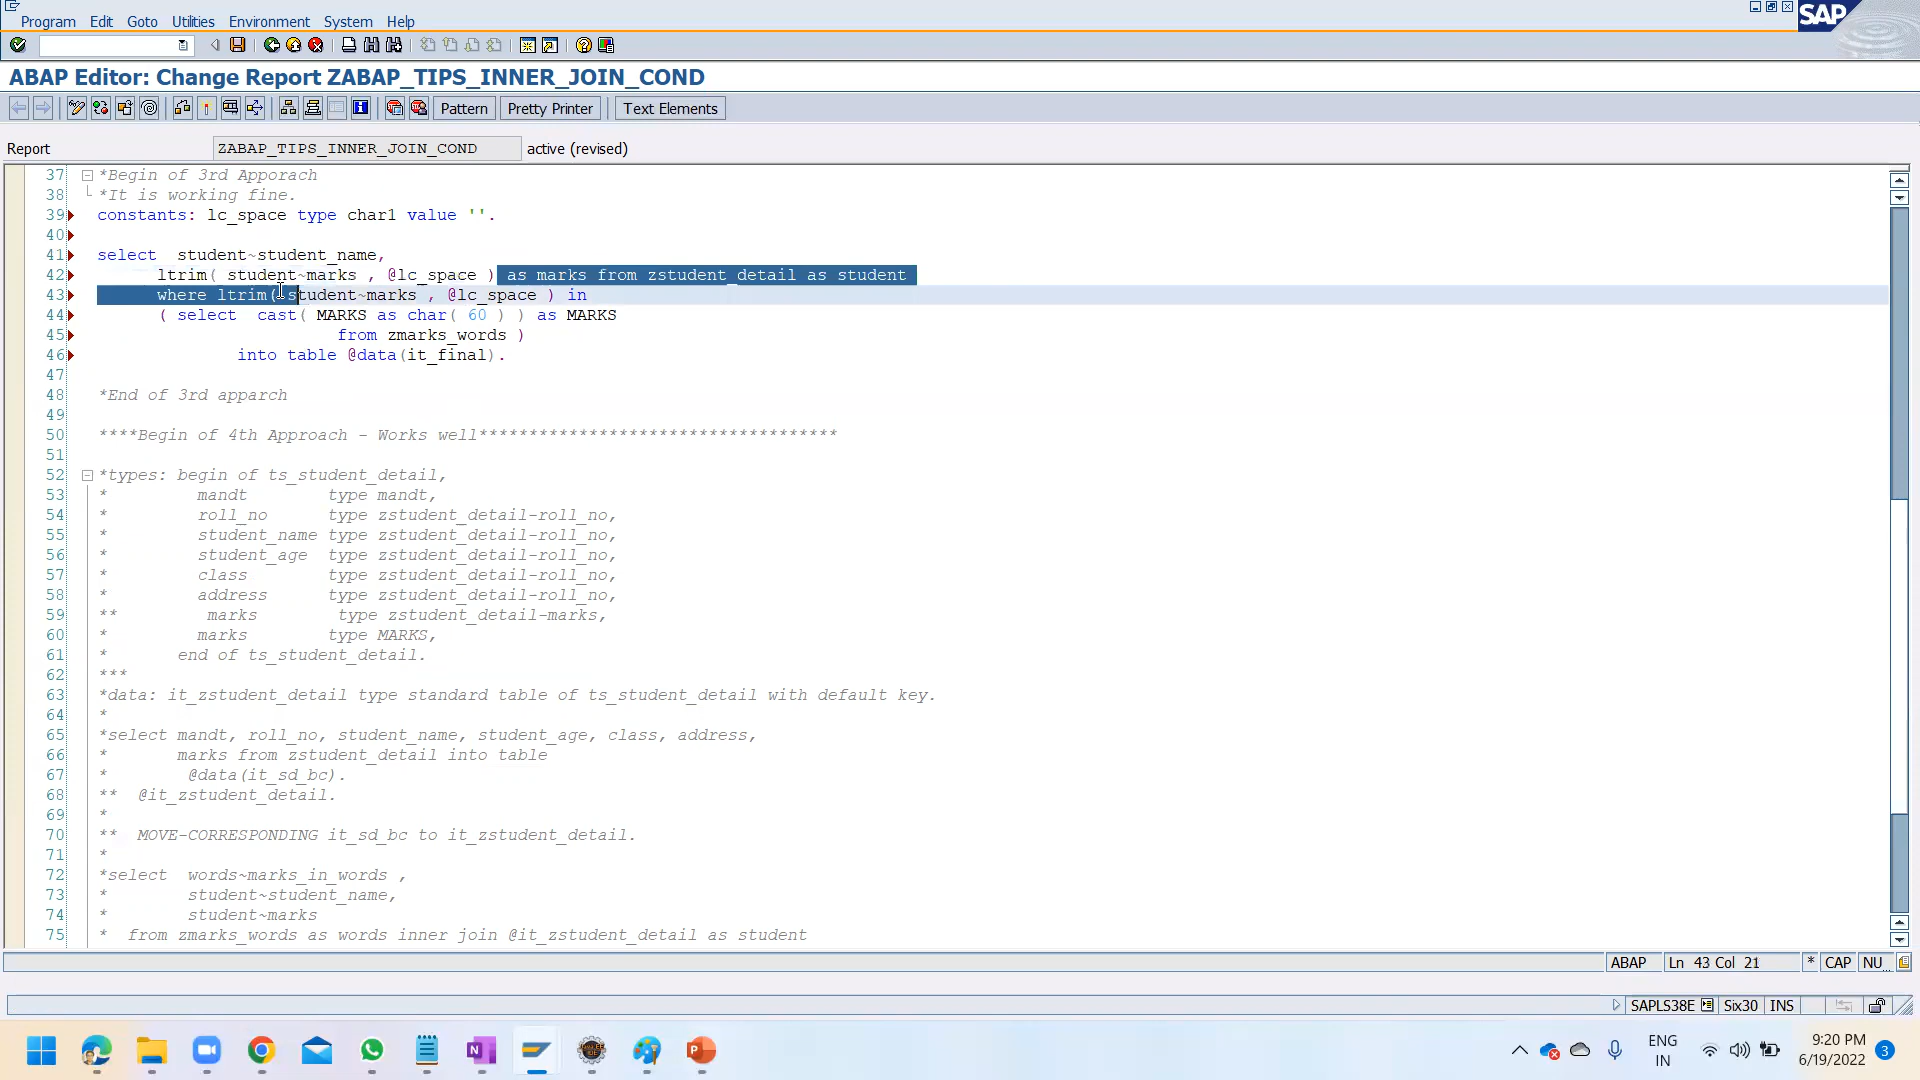 Program Edit Goto Utilities Environment System Help
SAP
ABAP Editor: Change Report ZABAP_TIPS_INNER_JOIN_COND
Pattern Pretty Printer Text Elements
Report ZABAP_TIPS_INNER_JOIN_COND active (revised)
37 *Begin of 3rd Apporach
38 *It is working fine.
39 constants: lc_space type char1 value ''.
40
41 select  student~student_name,
42 ltrim( student~marks , @lc_space ) as marks from zstudent_detail as student
43 where ltrim( student~marks , @lc_space ) in
44 ( select  cast( MARKS as char( 60 ) ) as MARKS
45 from zmarks_words )
46 into table @data(it_final).
47
48 *End of 3rd apparch
49
50 ****Begin of 4th Approach - Works well************************************
51
52 *types: begin of ts_student_detail,
53 *         mandt        type mandt,
54 *         roll_no      type zstudent_detail-roll_no,
55 *         student_name type zstudent_detail-roll_no,
56 *         student_age  type zstudent_detail-roll_no,
57 *         class        type zstudent_detail-roll_no,
58 *         address      type zstudent_detail-roll_no,
59 **         marks        type zstudent_detail-marks,
60 *         marks        type MARKS,
61 *       end of ts_student_detail.
62 ***
63 *data: it_zstudent_detail type standard table of ts_student_detail with default key.
64 *
65 *select mandt, roll_no, student_name, student_age, class, address,
66 *       marks from zstudent_detail into table
67 *        @data(it_sd_bc).
68 **  @it_zstudent_detail.
69 *
70 **  MOVE-CORRESPONDING it_sd_bc to it_zstudent_detail.
71 *
72 *select  words~marks_in_words ,
73 *        student~student_name,
74 *        student~marks
75 *  from zmarks_words as words inner join @it_zstudent_detail as student
ABAP Ln 43 Col 21 * CAP NU...
SAPLS38E Six30 INS
ENG IN 9:20 PM 6/19/2022 3